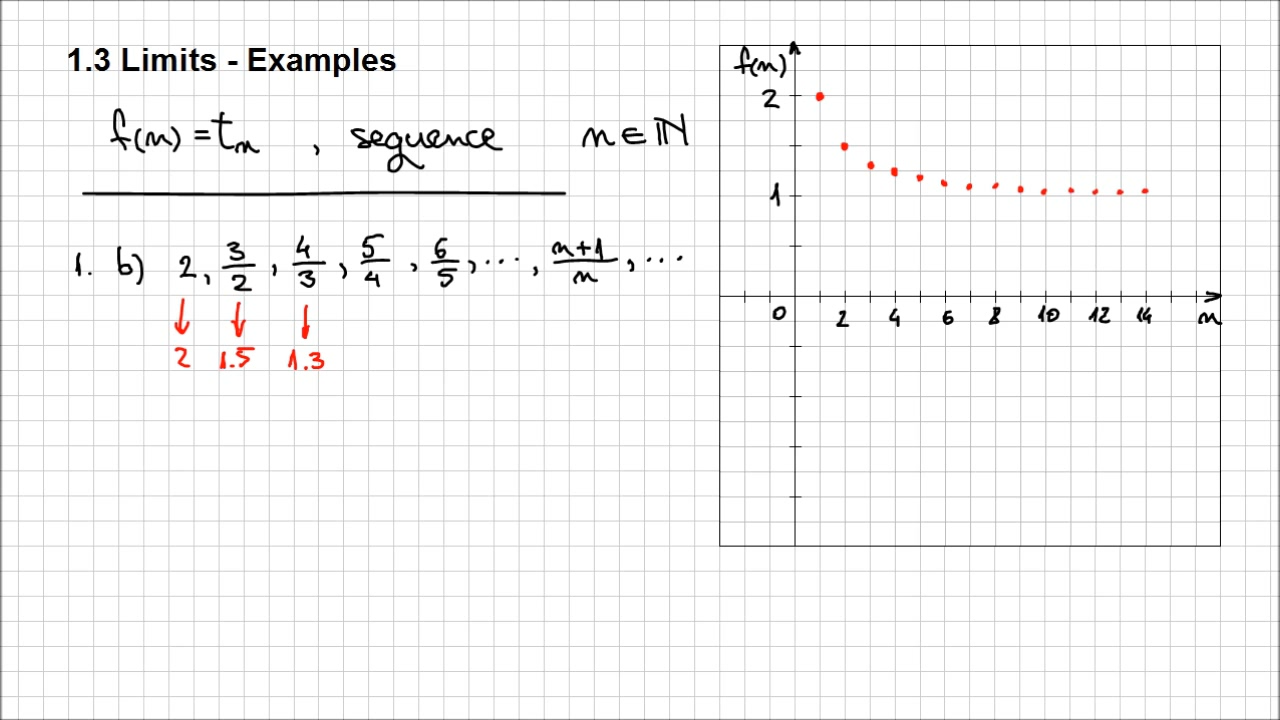 1.3 Limits - Examples
f(n) = tₙ , sequence n ∈ ℕ
1. b) 2, 3/2, 4/3, 5/4, 6/5, ..., n+1/n, ...
2 1.5 1.3
f(n)
2
1
0 2 4 6 8 10 12 14 n